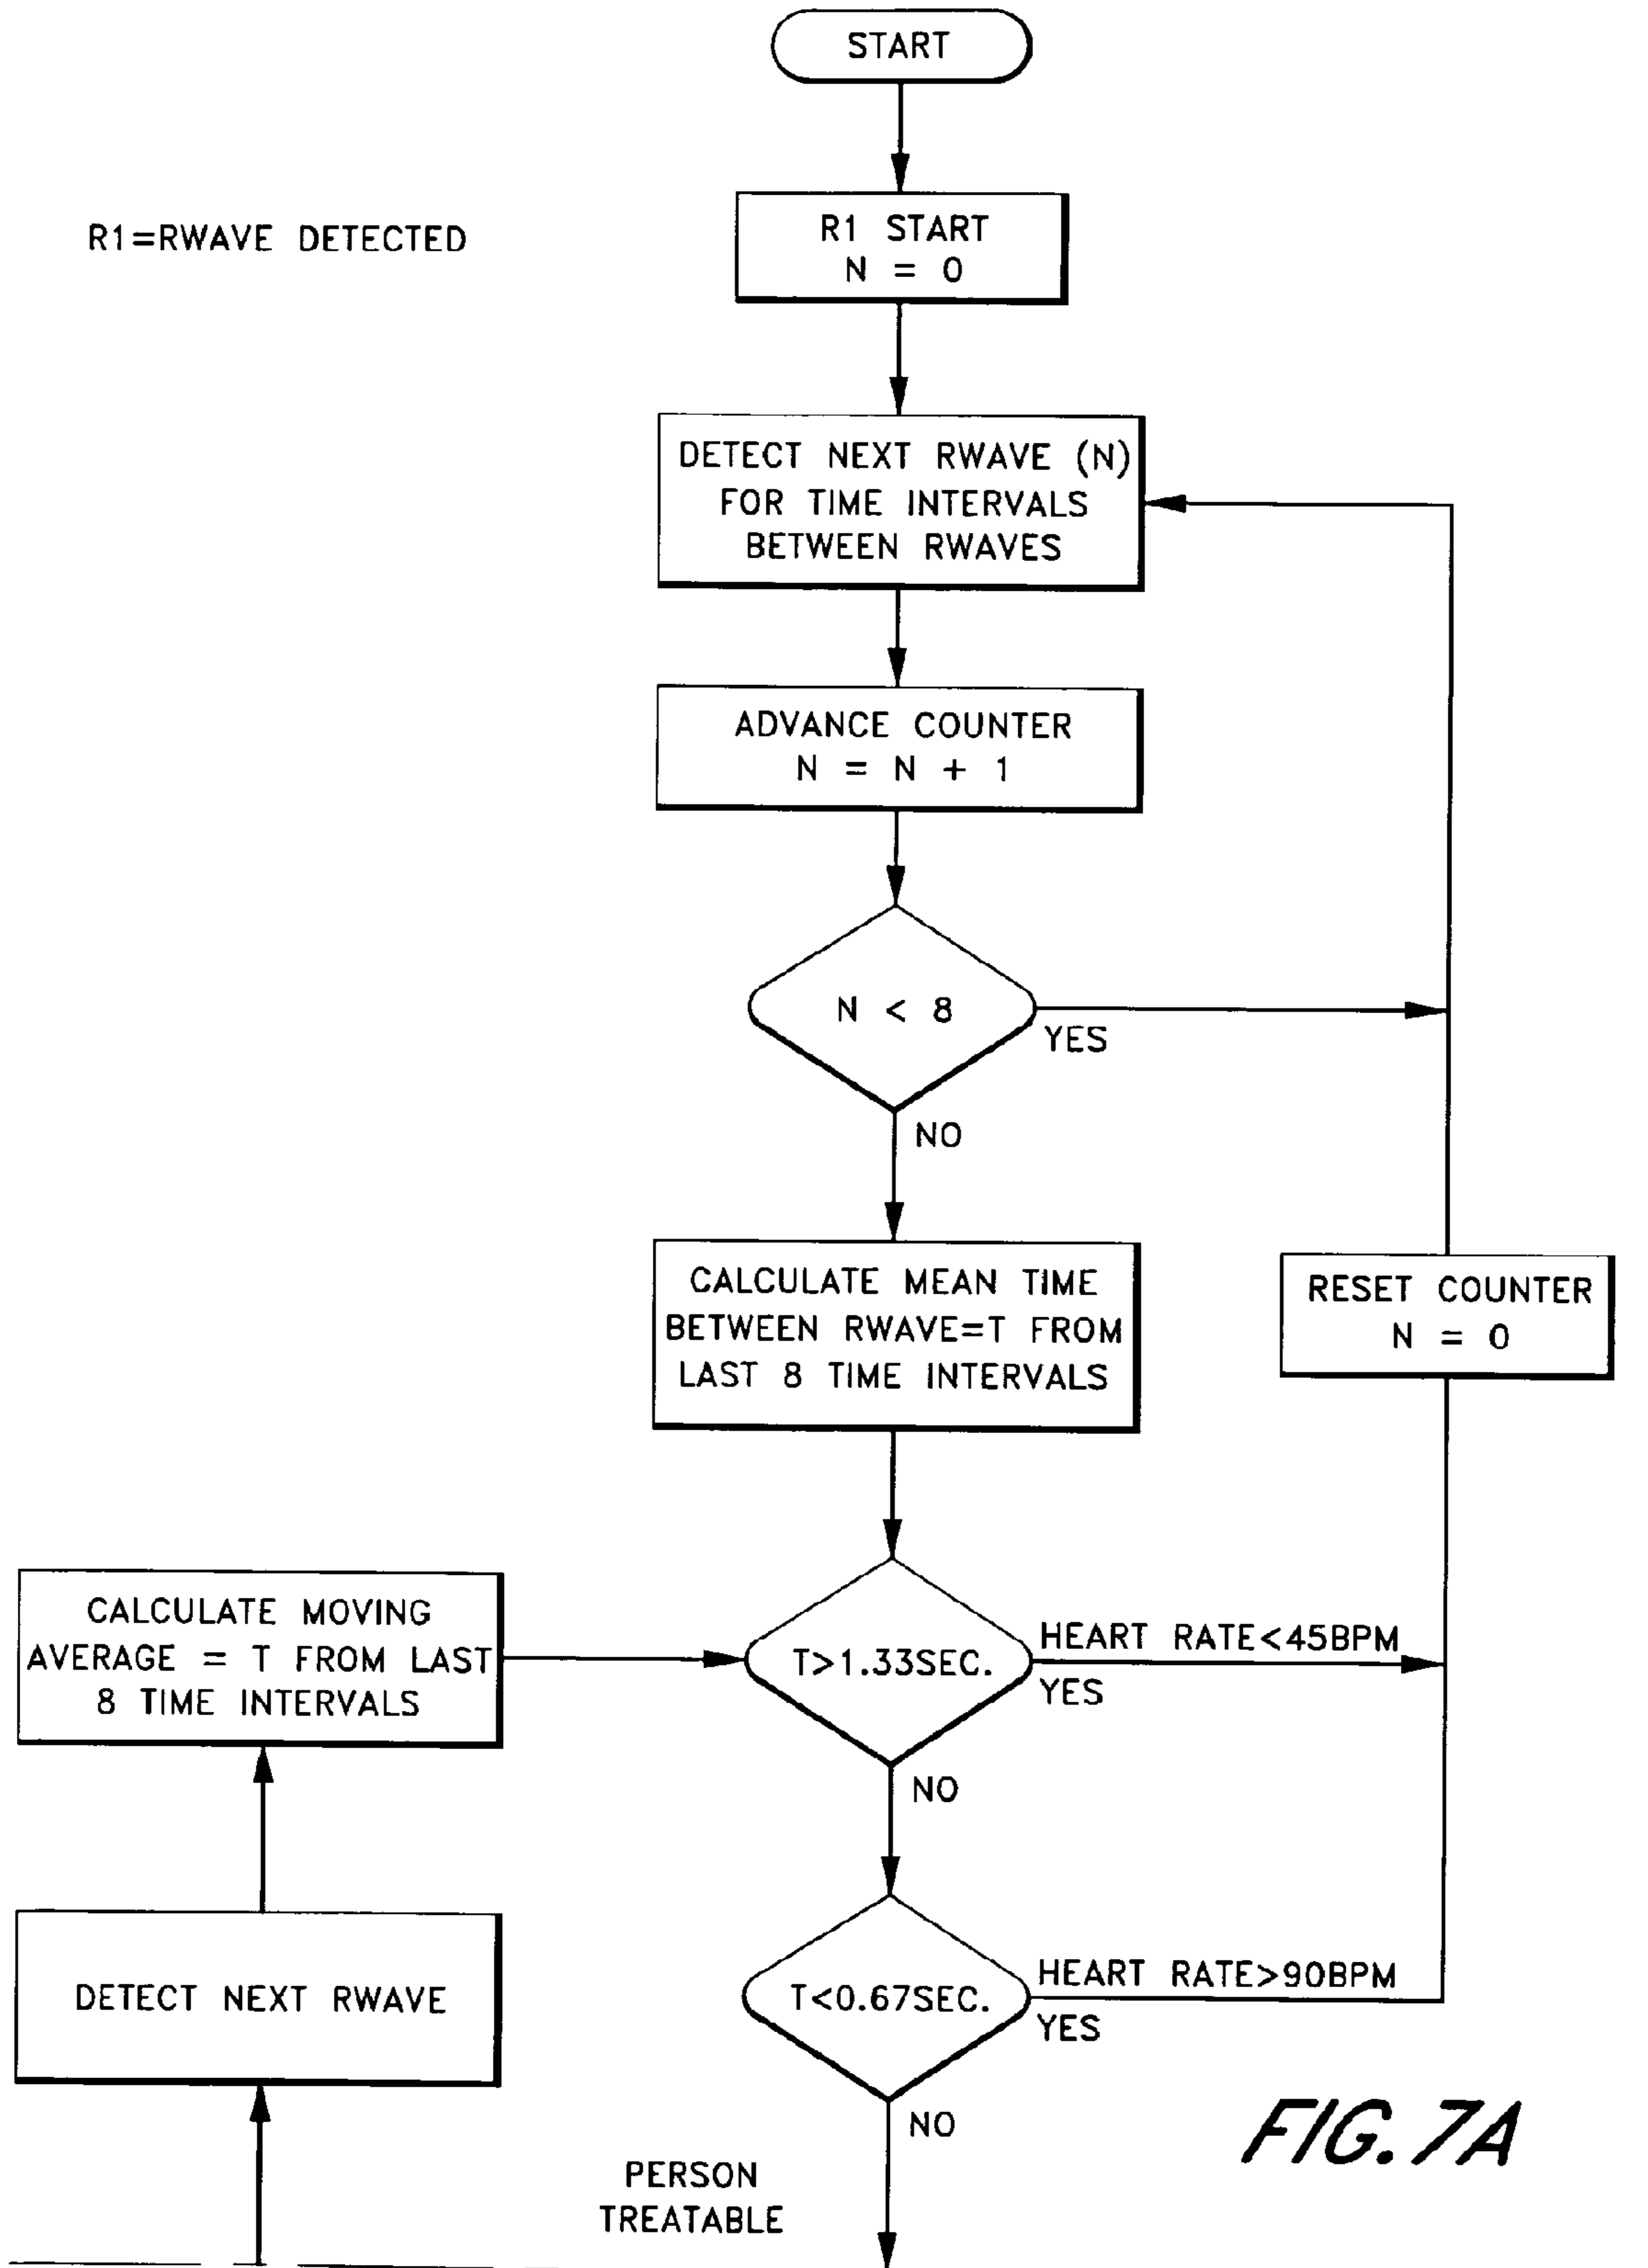 START
R1=RWAVE DETECTED
R1 START
N = 0
DETECT NEXT RWAVE (N)
FOR TIME INTERVALS
BETWEEN RWAVES
ADVANCE COUNTER
N = N + 1
N < 8
YES
NO
CALCULATE MEAN TIME
BETWEEN RWAVE=T FROM
LAST 8 TIME INTERVALS
RESET COUNTER
N = 0
CALCULATE MOVING
AVERAGE = T FROM LAST
8 TIME INTERVALS
T>1.33SEC.
HEART RATE<45BPM
YES
NO
DETECT NEXT RWAVE
T<0.67SEC.
HEART RATE>90BPM
YES
NO
PERSON
TREATABLE
FIG. 7A